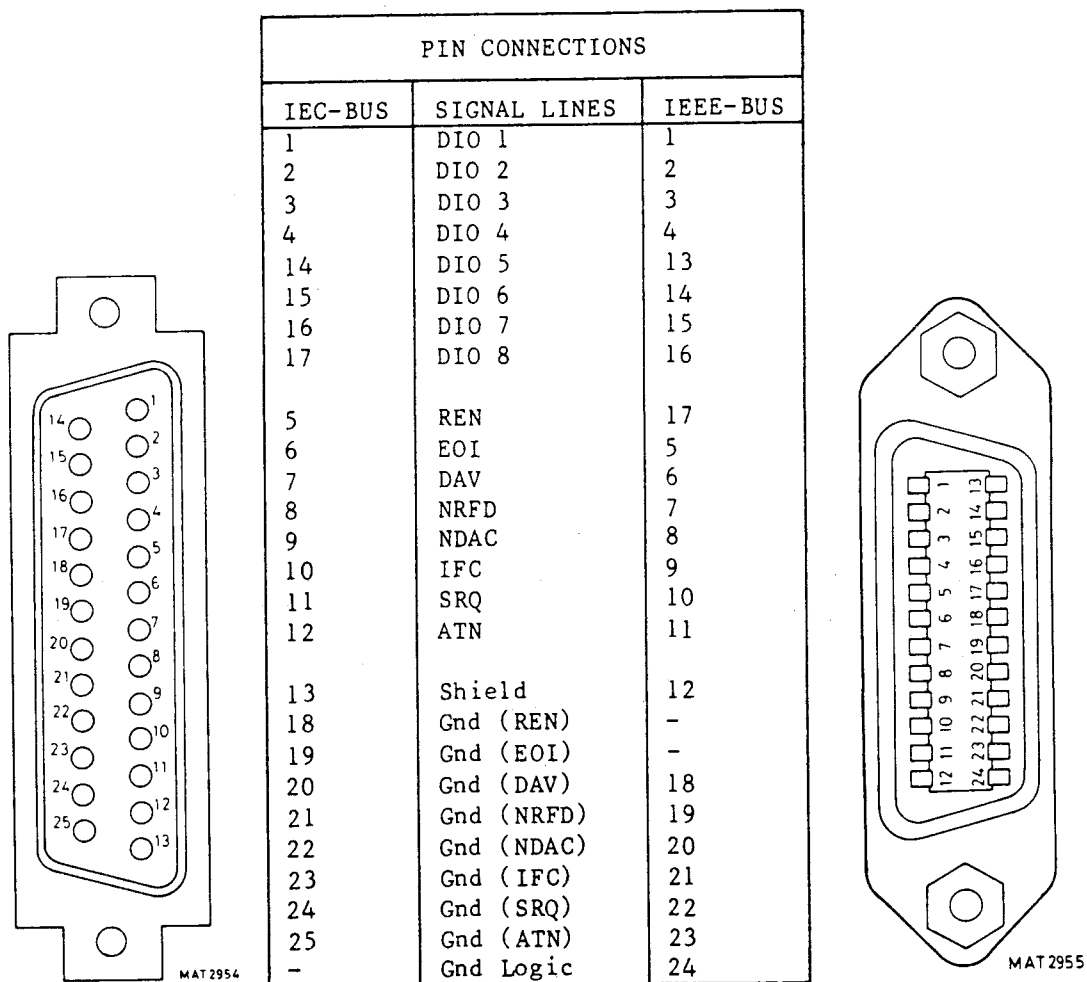 PIN CONNECTIONS
IEC-BUS SIGNAL LINES IEEE-BUS
1 DIO 1 1
2 DIO 2 2
3 DIO 3 3
4 DIO 4 4
14 DIO 5 13
15 DIO 6 14
16 DIO 7 15
17 DIO 8 16
5 REN 17
6 EOI 5
7 DAV 6
8 NRFD 7
9 NDAC 8
10 IFC 9
11 SRQ 10
12 ATN 11
13 Shield 12
18 Gnd (REN) -
19 Gnd (EOI) -
20 Gnd (DAV) 18
21 Gnd (NRFD) 19
22 Gnd (NDAC) 20
23 Gnd (IFC) 21
24 Gnd (SRQ) 22
25 Gnd (ATN) 23
- Gnd Logic 24
1
14
2
15
3
16
4
17
5
18
6
19
7
20
8
21
9
22
10
23
11
24
12
25
13
MAT 2954
1 13
2 14
3 15
4 16
5 17
6 18
7 19
8 20
9 21
10 22
11 23
12 24
MAT 2955